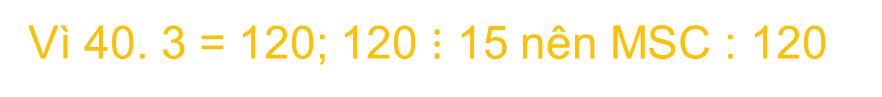 Vì 40. 3 = 120; 120 ⋮ 15 nên MSC : 120